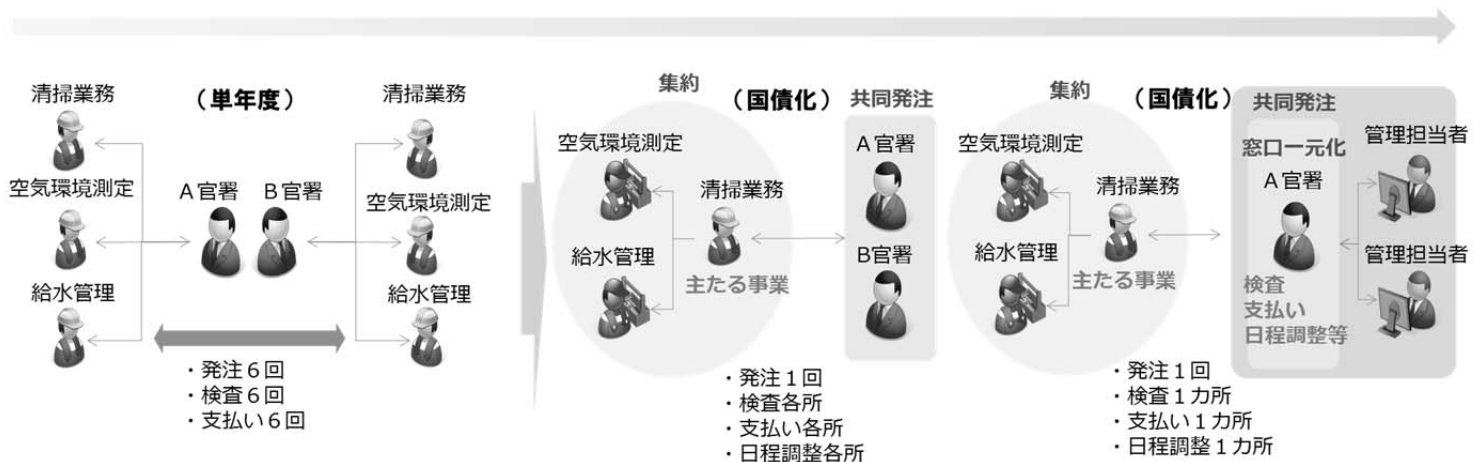 （単年度）
清掃業務
空気環境測定
給水管理
A官署
B官署
清掃業務
空気環境測定
給水管理
・発注６回
・検査６回
・支払い６回
集約
（国債化）
共同発注
空気環境測定
清掃業務
給水管理
主たる事業
A官署
B官署
・発注１回
・検査各所
・支払い各所
・日程調整各所
集約
（国債化）
共同発注
空気環境測定
清掃業務
給水管理
主たる事業
窓口一元化
A官署
検査
支払い
日程調整等
管理担当者
管理担当者
・発注１回
・検査１カ所
・支払い１カ所
・日程調整１カ所